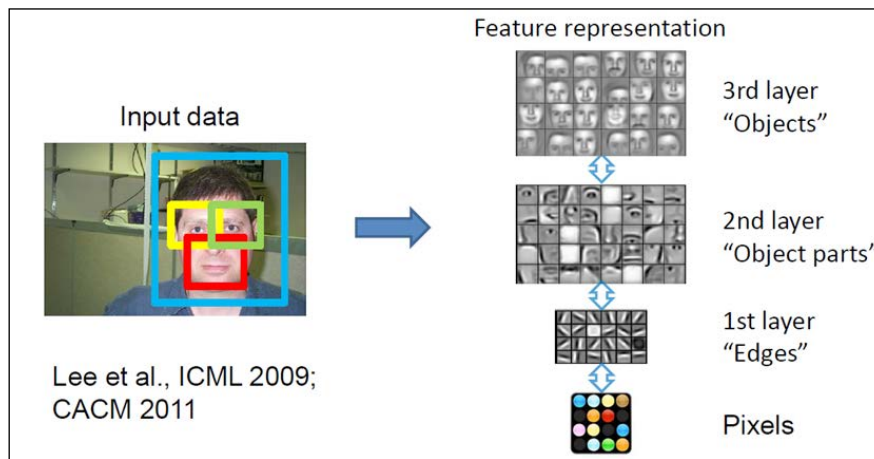 Feature representation
Input data
3rd layer
“Objects”
2nd layer
“Object parts”
1st layer
“Edges”
Pixels
Lee et al., ICML 2009;
CACM 2011